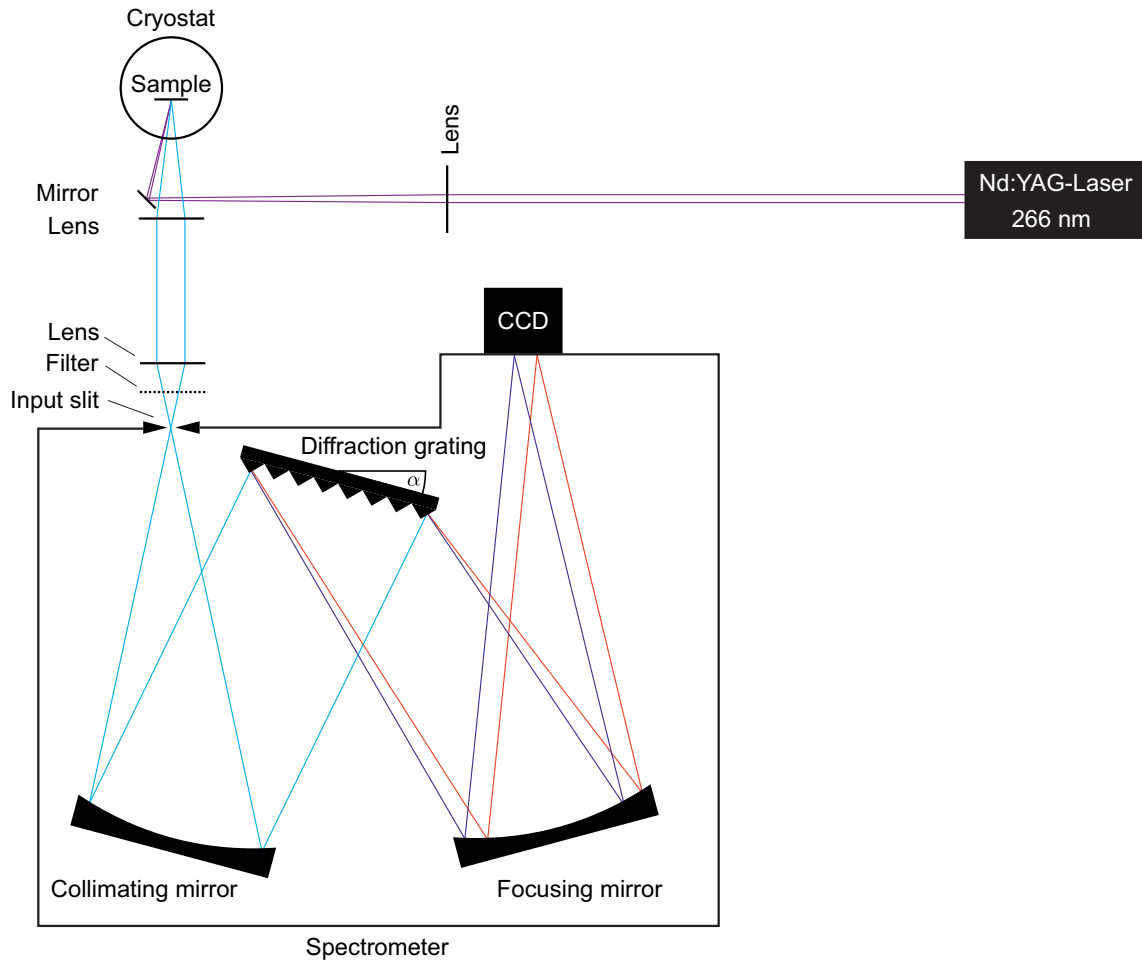 Cryostat
Sample
Lens
Mirror
Nd:YAG-Laser
266 nm
Lens
CCD
Lens
Filter
Input slit
Diffraction grating
α
Collimating mirror
Focusing mirror
Spectrometer